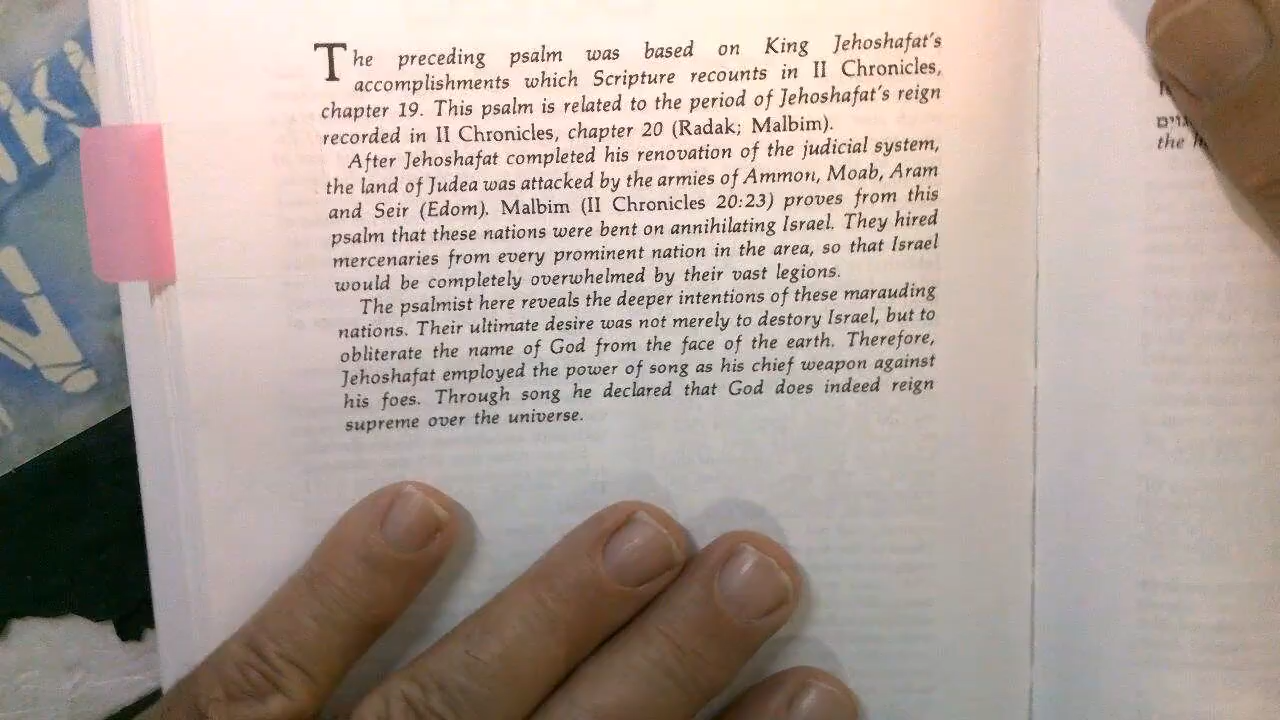 The preceding psalm was based on King Jehoshafat's
accomplishments which Scripture recounts in II Chronicles,
chapter 19. This psalm is related to the period of Jehoshafat's reign
recorded in II Chronicles, chapter 20 (Radak; Malbim).
After Jehoshafat completed his renovation of the judicial system,
the land of Judea was attacked by the armies of Ammon, Moab, Aram
and Seir (Edom). Malbim (II Chronicles 20:23) proves from this
psalm that these nations were bent on annihilating Israel. They hired
mercenaries from every prominent nation in the area, so that Israel
would be completely overwhelmed by their vast legions.
The psalmist here reveals the deeper intentions of these marauding
nations. Their ultimate desire was not merely to destory Israel, but to
obliterate the name of God from the face of the earth. Therefore,
Jehoshafat employed the power of song as his chief weapon against
his foes. Through song he declared that God does indeed reign
supreme over the universe.
the